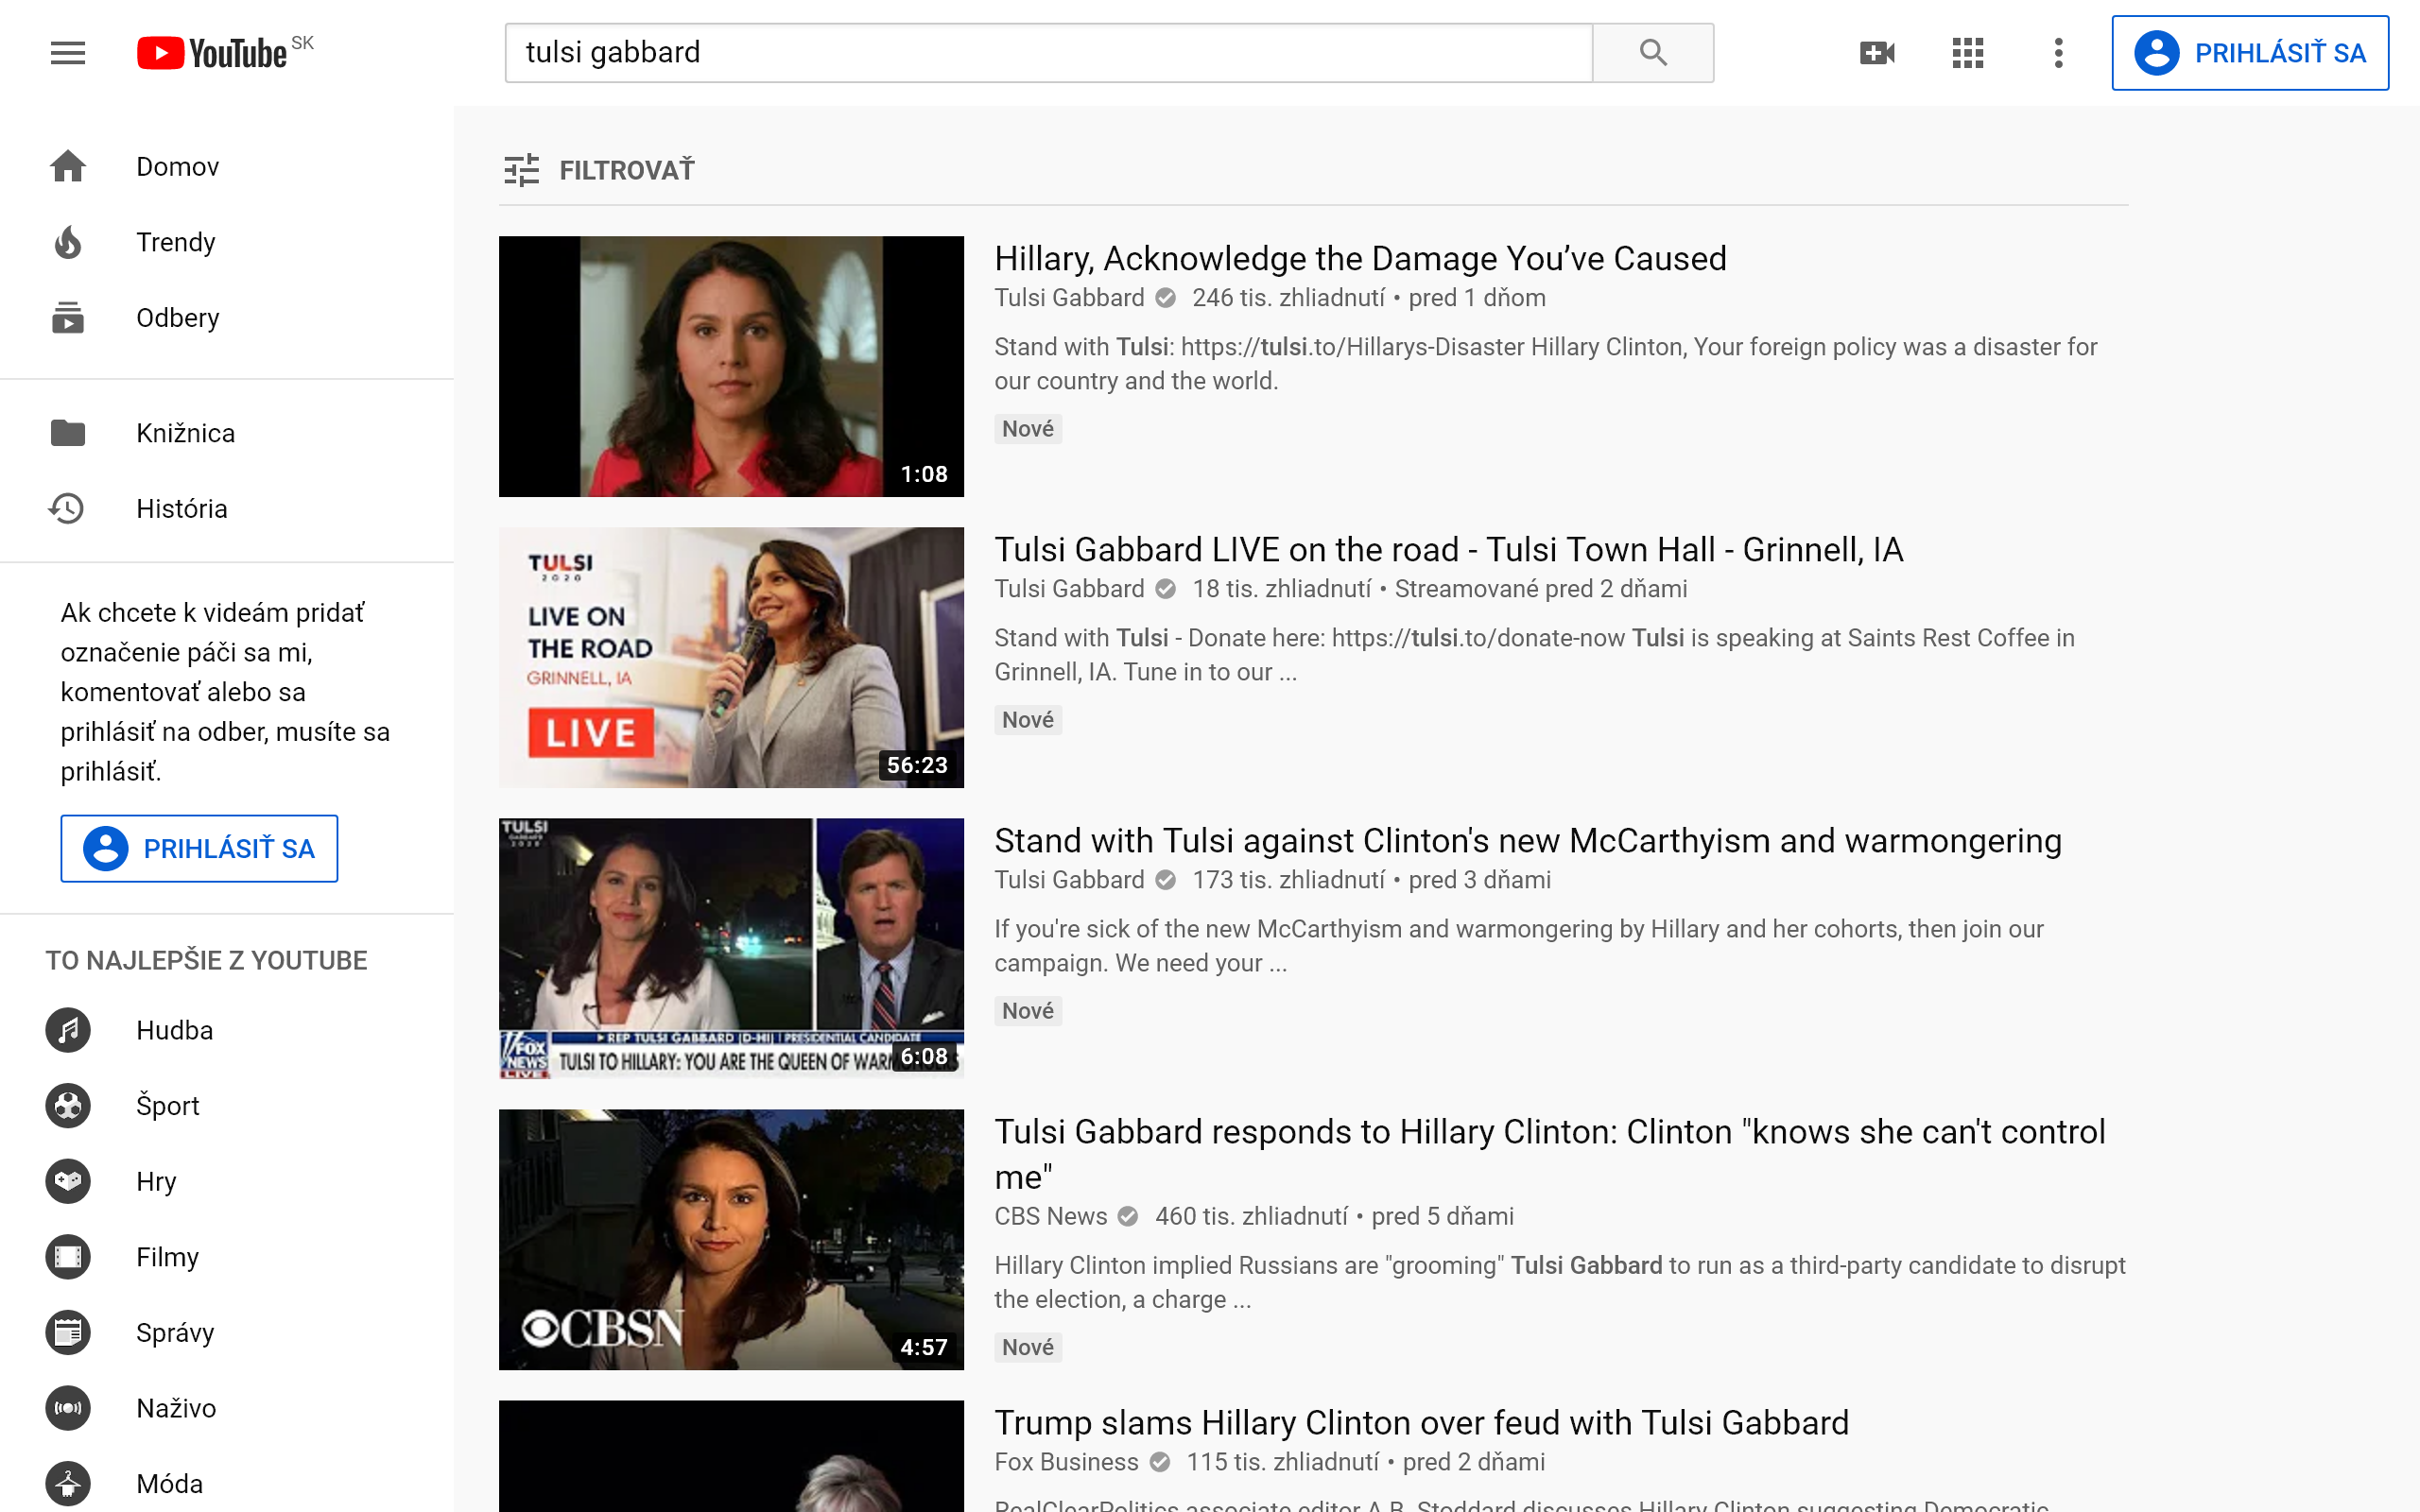 YouTube SK
tulsi gabbard
PRIHLÁSIŤ SA
Domov
Trendy
Odbery
Knižnica
História
Ak chcete k videám pridať
označenie páči sa mi,
komentovať alebo sa
prihlásiť na odber, musíte sa
prihlásiť.
PRIHLÁSIŤ SA
TO NAJLEPŠIE Z YOUTUBE
Hudba
Šport
Hry
Filmy
Správy
Naživo
Móda
FILTROVAŤ
1:08
Hillary, Acknowledge the Damage You’ve Caused
Tulsi Gabbard 246 tis. zhliadnutí • pred 1 dňom
Stand with Tulsi: https://tulsi.to/Hillarys-Disaster Hillary Clinton, Your foreign policy was a disaster for
our country and the world.
Nové
TULSI
2020
LIVE ON
THE ROAD
GRINNELL, IA
LIVE
56:23
Tulsi Gabbard LIVE on the road - Tulsi Town Hall - Grinnell, IA
Tulsi Gabbard 18 tis. zhliadnutí • Streamované pred 2 dňami
Stand with Tulsi - Donate here: https://tulsi.to/donate-now Tulsi is speaking at Saints Rest Coffee in
Grinnell, IA. Tune in to our ...
Nové
TULSI
REP TULSI GABBARD (D-HI) | PRESIDENTIAL CANDIDATE
FOX
NEWS
LIVE
TULSI TO HILLARY: YOU ARE THE QUEEN OF
6:08
Stand with Tulsi against Clinton's new McCarthyism and warmongering
Tulsi Gabbard 173 tis. zhliadnutí • pred 3 dňami
If you're sick of the new McCarthyism and warmongering by Hillary and her cohorts, then join our
campaign. We need your ...
Nové
CBSN
4:57
Tulsi Gabbard responds to Hillary Clinton: Clinton "knows she can't control
me"
CBS News 460 tis. zhliadnutí • pred 5 dňami
Hillary Clinton implied Russians are "grooming" Tulsi Gabbard to run as a third-party candidate to disrupt
the election, a charge ...
Nové
Trump slams Hillary Clinton over feud with Tulsi Gabbard
Fox Business 115 tis. zhliadnutí • pred 2 dňami
RealClearPolitics associate editor A.B. Stoddard discusses Hillary Clinton suggesting Democratic